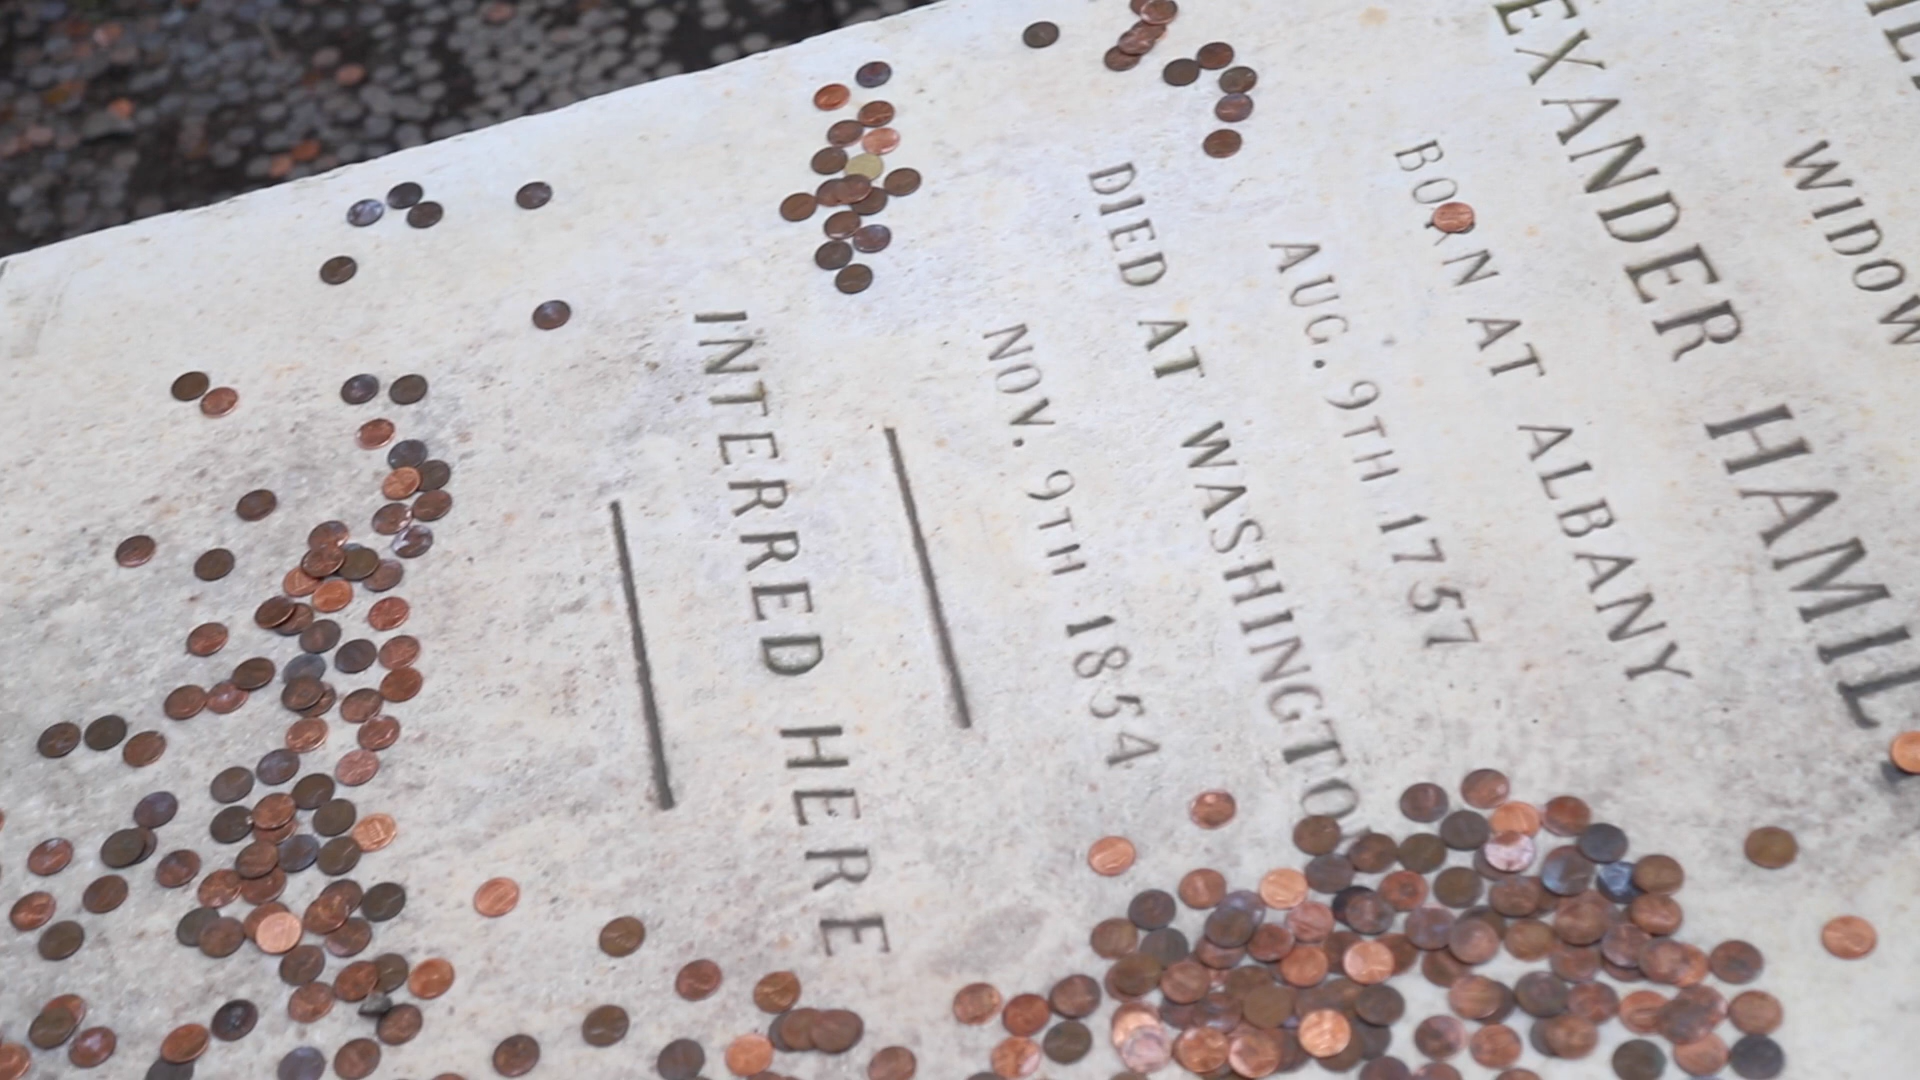 WIDOW
EXANDER HAMIL
BORN AT ALBANY
AUG. 9TH 1757
DIED AT WASHINGTO
NOV. 9TH 1854
INTERRED HERE